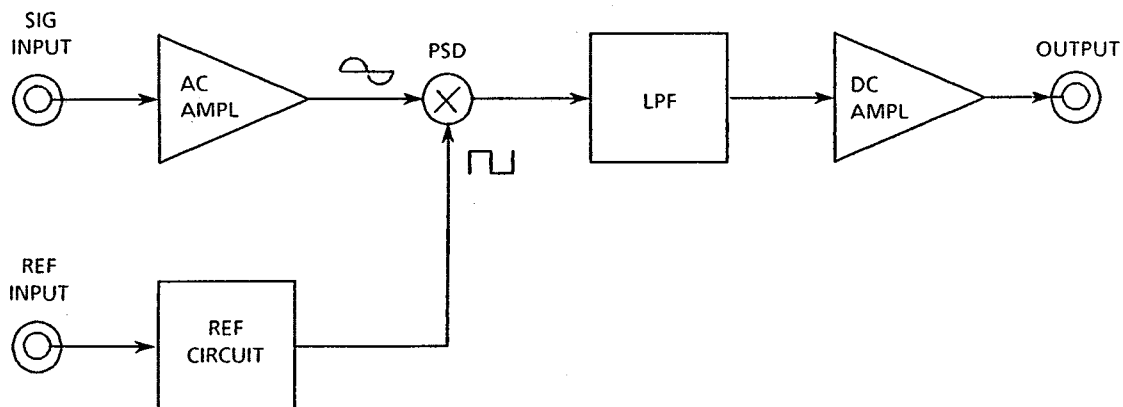 SIG
INPUT
AC
AMPL
PSD
LPF
DC
AMPL
OUTPUT
REF
INPUT
REF
CIRCUIT